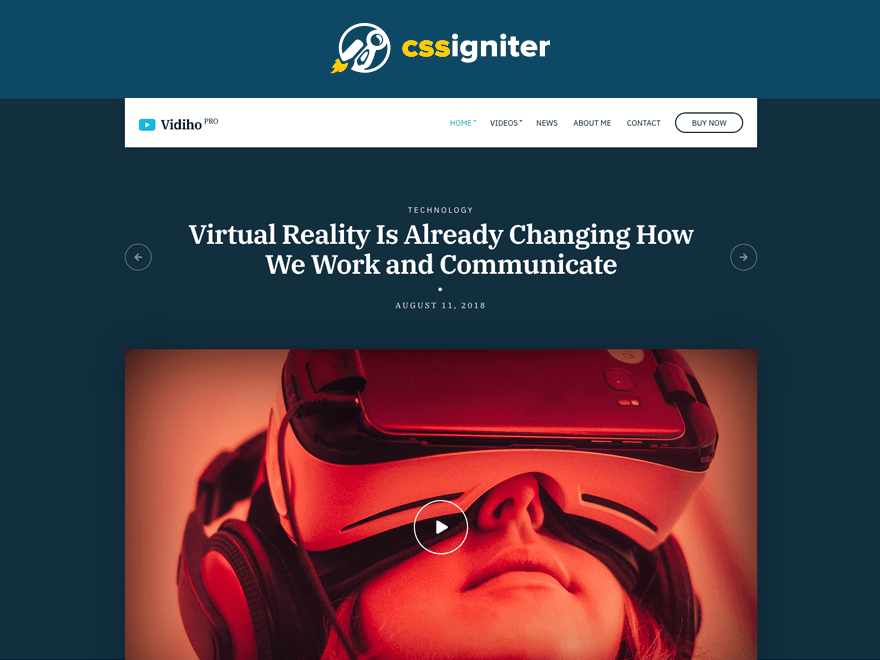 cssigniter
Vidiho PRO
HOME VIDEOS NEWS ABOUT ME CONTACT BUY NOW
TECHNOLOGY
Virtual Reality Is Already Changing How
We Work and Communicate
AUGUST 11, 2018